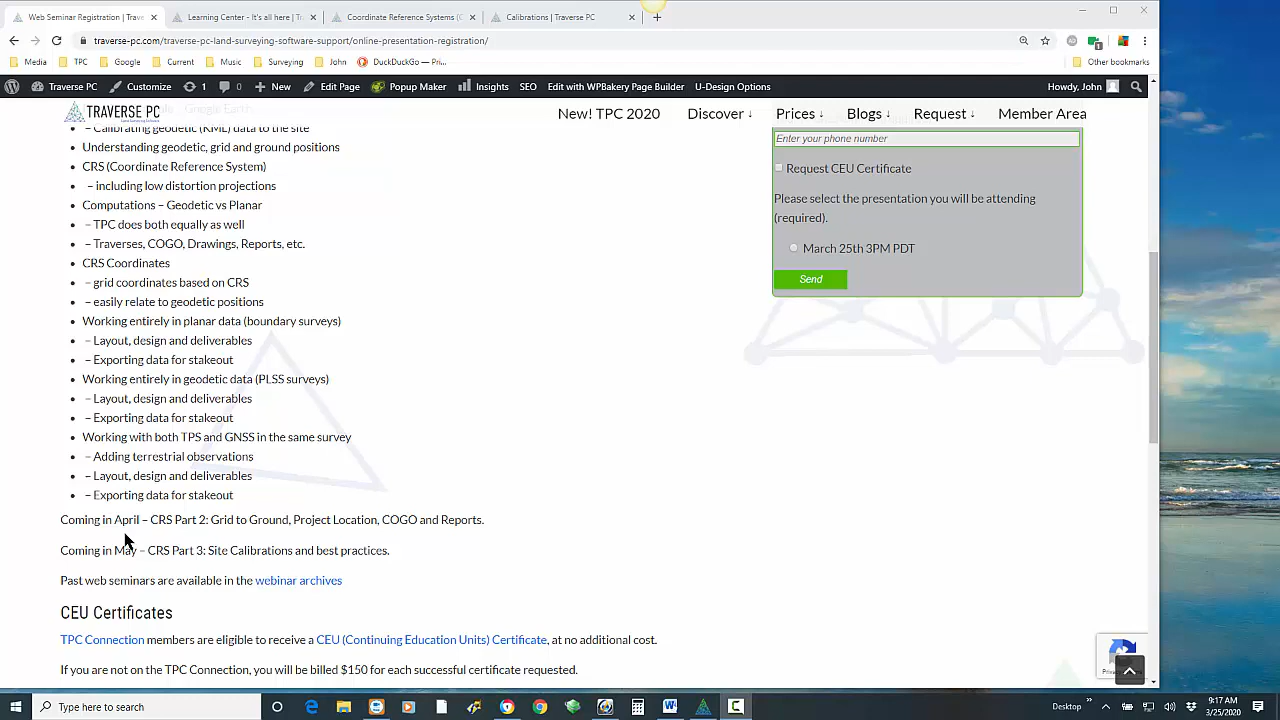 Web Seminar Registration | Trave
Learning Center - It's all here | Tr
Coordinate Reference Systems (C
Calibrations | Traverse PC
traverse-pc.com/traverse-pc-land-surveying-software-support/online-presentation-registration/
Media
TPC
Google
Current
Music
Surveying
John
DuckDuckGo — Pri...
Other bookmarks
Traverse PC
Customize
1
0
New
Edit Page
Popup Maker
Insights
SEO
Edit with WPBakery Page Builder
U-Design Options
Howdy, John
TRAVERSE PC
New! TPC 2020
Discover ↓
Prices ↓
Blogs ↓
Request ↓
Member Area
– Calibrating geodetic (KML) data to the site
Understanding geodetic, grid and ground positions
CRS (Coordinate Reference System)
– including low distortion projections
Computations – Geodetic vs Planar
– TPC does both equally as well
– Traverses, COGO, Drawings, Reports, etc.
CRS Coordinates
– grid coordinates based on CRS
– easily relate to geodetic positions
Working entirely in planar data (boundary surveys)
– Layout, design and deliverables
– Exporting data for stakeout
Working entirely in geodetic data (PLSS surveys)
– Layout, design and deliverables
– Exporting data for stakeout
Working with both TPS and GNSS in the same survey
– Adding terrestrial observations
– Layout, design and deliverables
– Exporting data for stakeout
Coming in April – CRS Part 2: Grid to Ground, Project Location, COGO and Reports.
Coming in May – CRS Part 3: Site Calibrations and best practices.
Past web seminars are available in the webinar archives
CEU Certificates
TPC Connection members are eligible to receive a CEU (Continuing Education Units) Certificate, at no additional cost.
If you are not on the TPC Connection, you will be billed $150 for each successful certificate requested.
Enter your phone number
Request CEU Certificate
Please select the presentation you will be attending
(required).
March 25th 3PM PDT
Send
Type here to search
Desktop
9:17 AM
3/25/2020